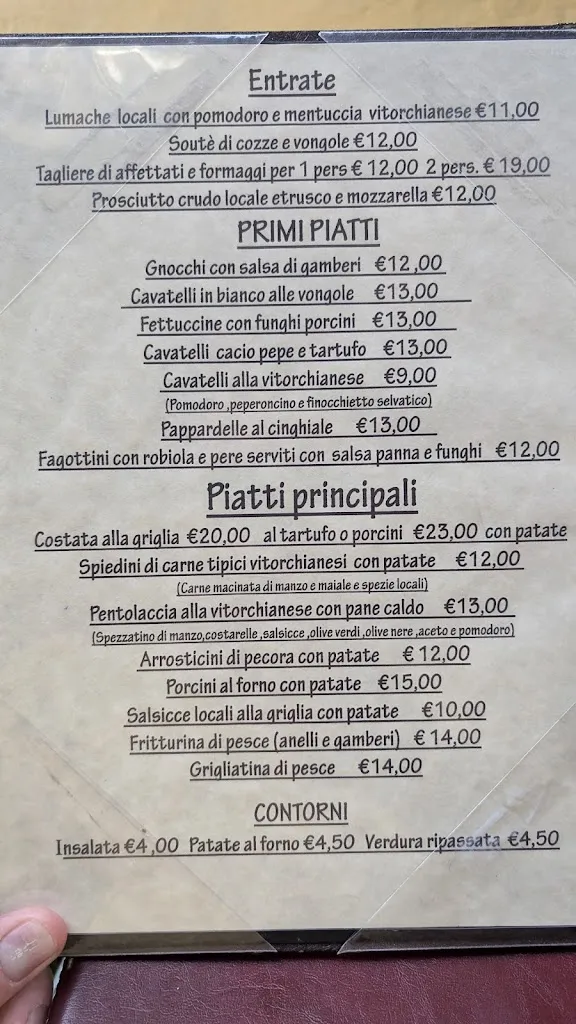 Entrate
Lumache locali con pomodoro e mentuccia vitorchianese €11,00
Soutè di cozze e vongole €12,00
Tagliere di affettati e formaggi per 1 pers € 12,00 2 pers. € 19,00
Prosciutto crudo locale etrusco e mozzarella €12,00
PRIMI PIATTI
Gnocchi con salsa di gamberi €12,00
Cavatelli in bianco alle vongole €13,00
Fettuccine con funghi porcini €13,00
Cavatelli cacio pepe e tartufo €13,00
Cavatelli alla vitorchianese €9,00
(Pomodoro ,peperoncino e finocchietto selvatico)
Pappardelle al cinghiale €13,00
Fagottini con robiola e pere serviti con salsa panna e funghi €12,00
Piatti principali
Costata alla griglia €20,00 al tartufo o porcini €23,00 con patate
Spiedini di carne tipici vitorchianesi con patate €12,00
(Carne macinata di manzo e maiale e spezie locali)
Pentolaccia alla vitorchianese con pane caldo €13,00
(Spezzatino di manzo,costarelle ,salsicce ,olive verdi ,olive nere ,aceto e pomodoro)
Arrosticini di pecora con patate € 12,00
Porcini al forno con patate €15,00
Salsicce locali alla griglia con patate €10,00
Fritturina di pesce (anelli e gamberi) € 14,00
Grigliatina di pesce €14,00
CONTORNI
Insalata €4,00 Patate al forno €4,50 Verdura ripassata €4,50